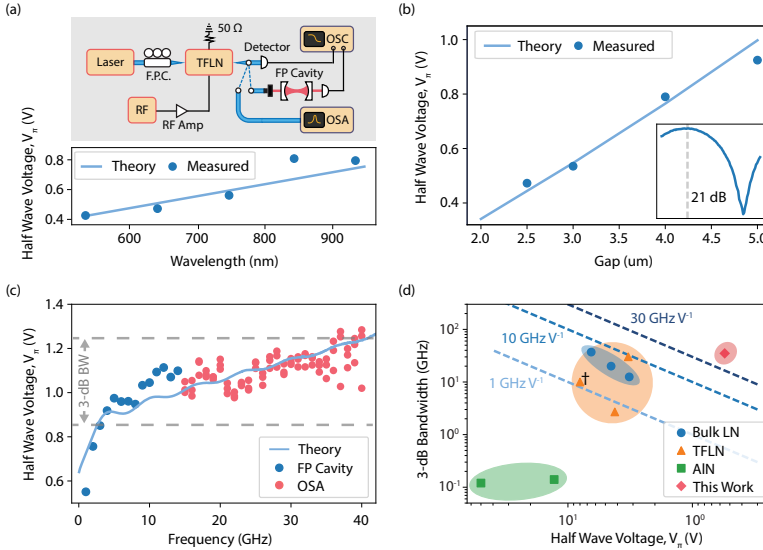 (a)
50 Ω
Laser
F.P.C.
TFLN
Detector
OSC
FP Cavity
RF
RF Amp
OSA
Half Wave Voltage, Vπ (V)
0.8
0.6
0.4
Theory
Measured
600
700
800
900
Wavelength (nm)
(b)
Half Wave Voltage, Vπ (V)
1.0
0.8
0.6
0.4
Theory
Measured
21 dB
2.0
2.5
3.0
3.5
4.0
4.5
5.0
Gap (um)
(c)
Half Wave Voltage, Vπ (V)
1.4
1.2
1.0
0.8
0.6
3-dB BW
Theory
FP Cavity
OSA
0
10
20
30
40
Frequency (GHz)
(d)
3-dB Bandwidth (GHz)
10²
10¹
10⁰
10⁻¹
30 GHz V⁻¹
10 GHz V⁻¹
1 GHz V⁻¹
†
Bulk LN
TFLN
AlN
This Work
10¹
10⁰
Half Wave Voltage, Vπ (V)